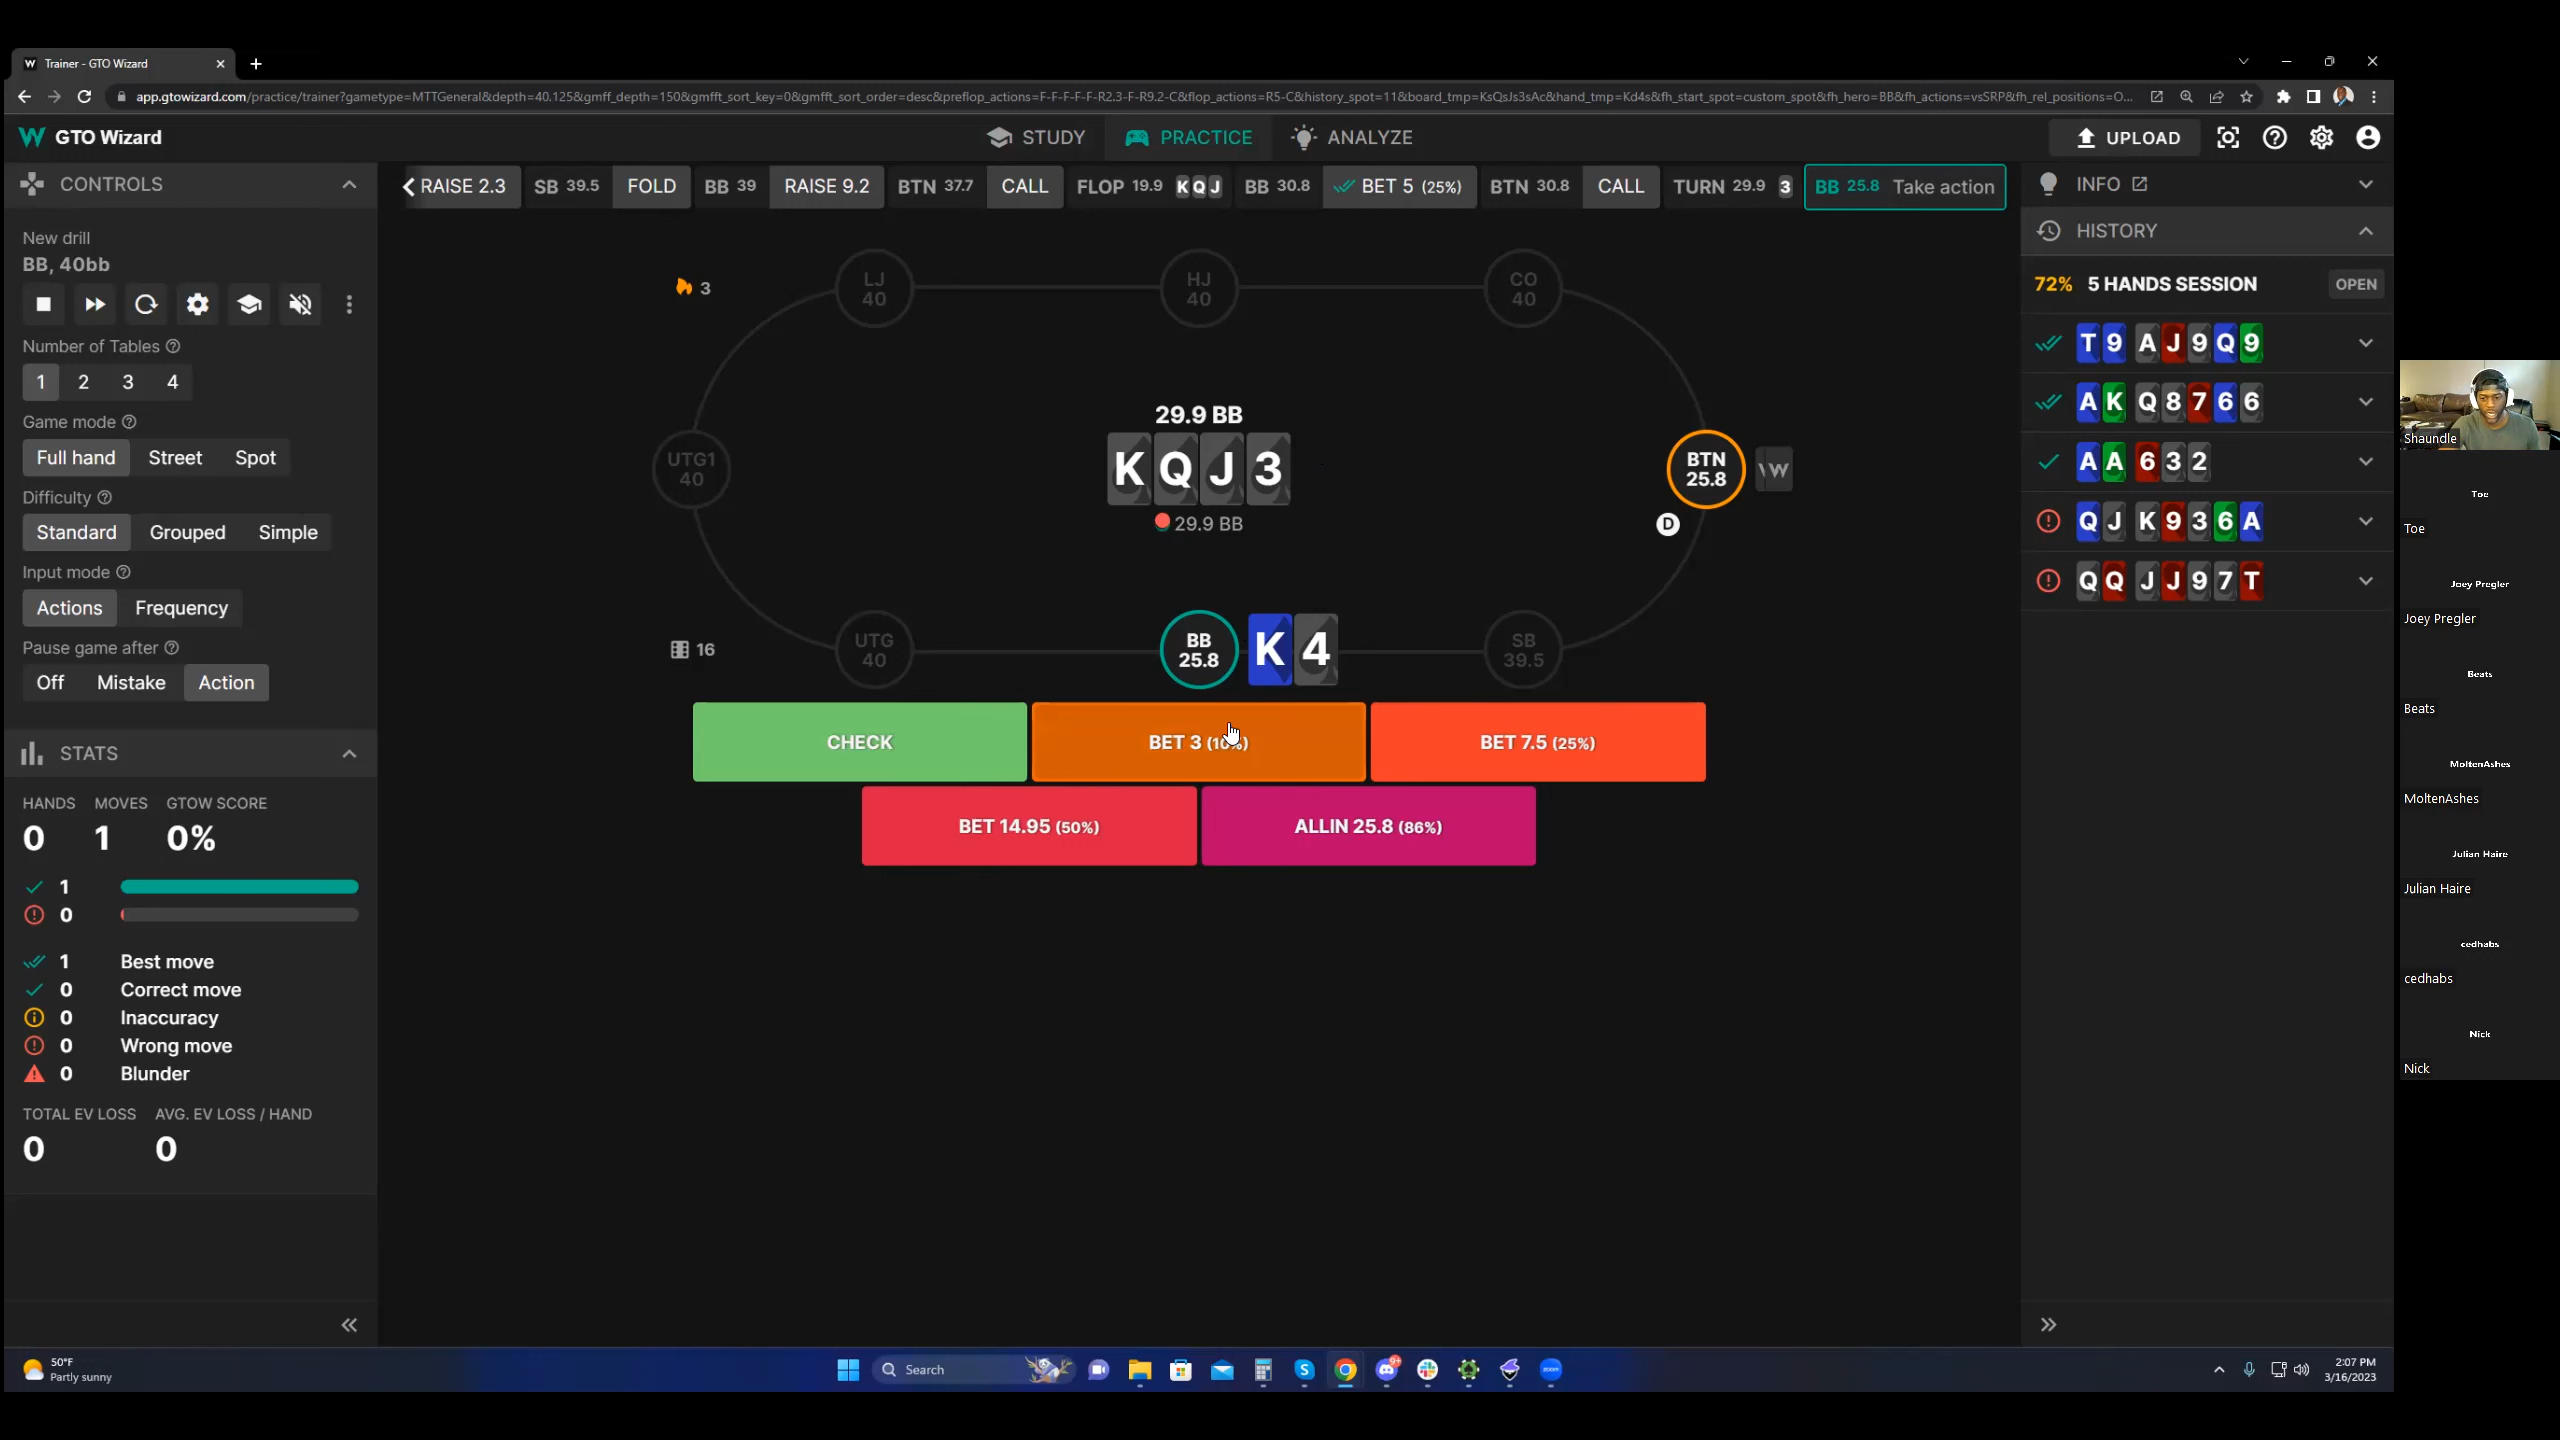 Trainer - GTO Wizard
app.gtowizard.com/practice/trainer?gametype=MTTGeneral&depth=40.125&gmff_depth=150&gmfft_sort_key=0&gmfft_sort_order=desc&preflop_actions=F-F-F-F-F-R2.3-F-R9.2-C&flop_actions=R5-C&history_spot=11&board_tmp=KsQsJs3sAc&hand_tmp=Kd4s&fh_start_spot=custom_spot&fh_hero=BB&fh_actions=vsSRP&fh_rel_positions=O...
W GTO Wizard
STUDY PRACTICE ANALYZE
UPLOAD
CONTROLS
RAISE 2.3 SB 39.5 FOLD BB 39 RAISE 9.2 BTN 37.7 CALL FLOP 19.9 K Q J BB 30.8 BET 5 (25%) BTN 30.8 CALL TURN 29.9 3 BB 25.8 Take action
INFO
HISTORY
New drill
BB, 40bb
72% 5 HANDS SESSION OPEN
Number of Tables
1 2 3 4
Game mode
Full hand Street Spot
Difficulty
Standard Grouped Simple
Input mode
Actions Frequency
Pause game after
Off Mistake Action
3
LJ
40
HJ
40
CO
40
UTG1
40
29.9 BB
K Q J 3
29.9 BB
BTN
25.8
W
D
16
UTG
40
BB
25.8
K 4
SB
39.5
CHECK
BET 3
BET 7.5 (25%)
BET 14.95 (50%)
ALLIN 25.8 (86%)
T 9 A J 9 Q 9
A K Q 8 7 6 6
A A 6 3 2
Q J K 9 3 6 A
Q Q J J 9 7 T
STATS
HANDS MOVES GTOW SCORE
0 1 0%
1
0
1 Best move
0 Correct move
0 Inaccuracy
0 Wrong move
0 Blunder
TOTAL EV LOSS AVG. EV LOSS / HAND
0 0
Shaundle
Toe
Toe
Joey Pregler
Joey Pregler
Beats
Beats
MoltenAshes
MoltenAshes
Julian Haire
Julian Haire
cedhabs
cedhabs
Nick
Nick
50°F
Partly sunny
Search
2:07 PM
3/16/2023